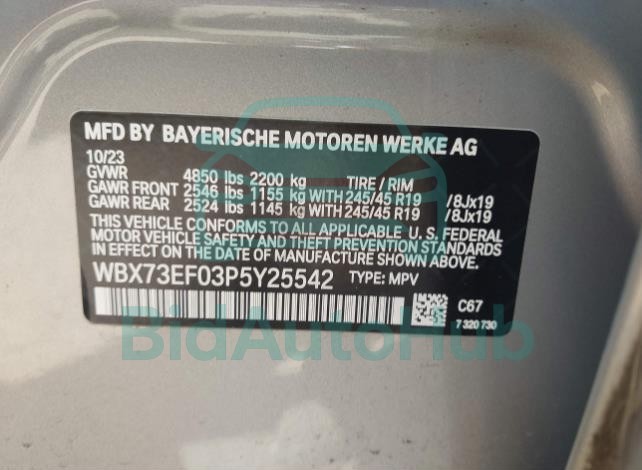 MFD BY BAYERISCHE MOTOREN WERKE AG
10/23
GVWR 4850 lbs 2200 kg TIRE / RIM
GAWR FRONT 2546 lbs 1155 kg WITH 245/45 R19 /8Jx19
GAWR REAR 2524 lbs 1145 kg WITH 245/45 R19 /8Jx19
THIS VEHICLE CONFORMS TO ALL APPLICABLE U. S. FEDERAL
MOTOR VEHICLE SAFETY AND THEFT PREVENTION STANDARDS
IN EFFECT ON THE DATE OF MANUFACTURE SHOWN ABOVE.
WBX73EF03P5Y25542 TYPE: MPV
C67
7 320 730
BidAutoHub